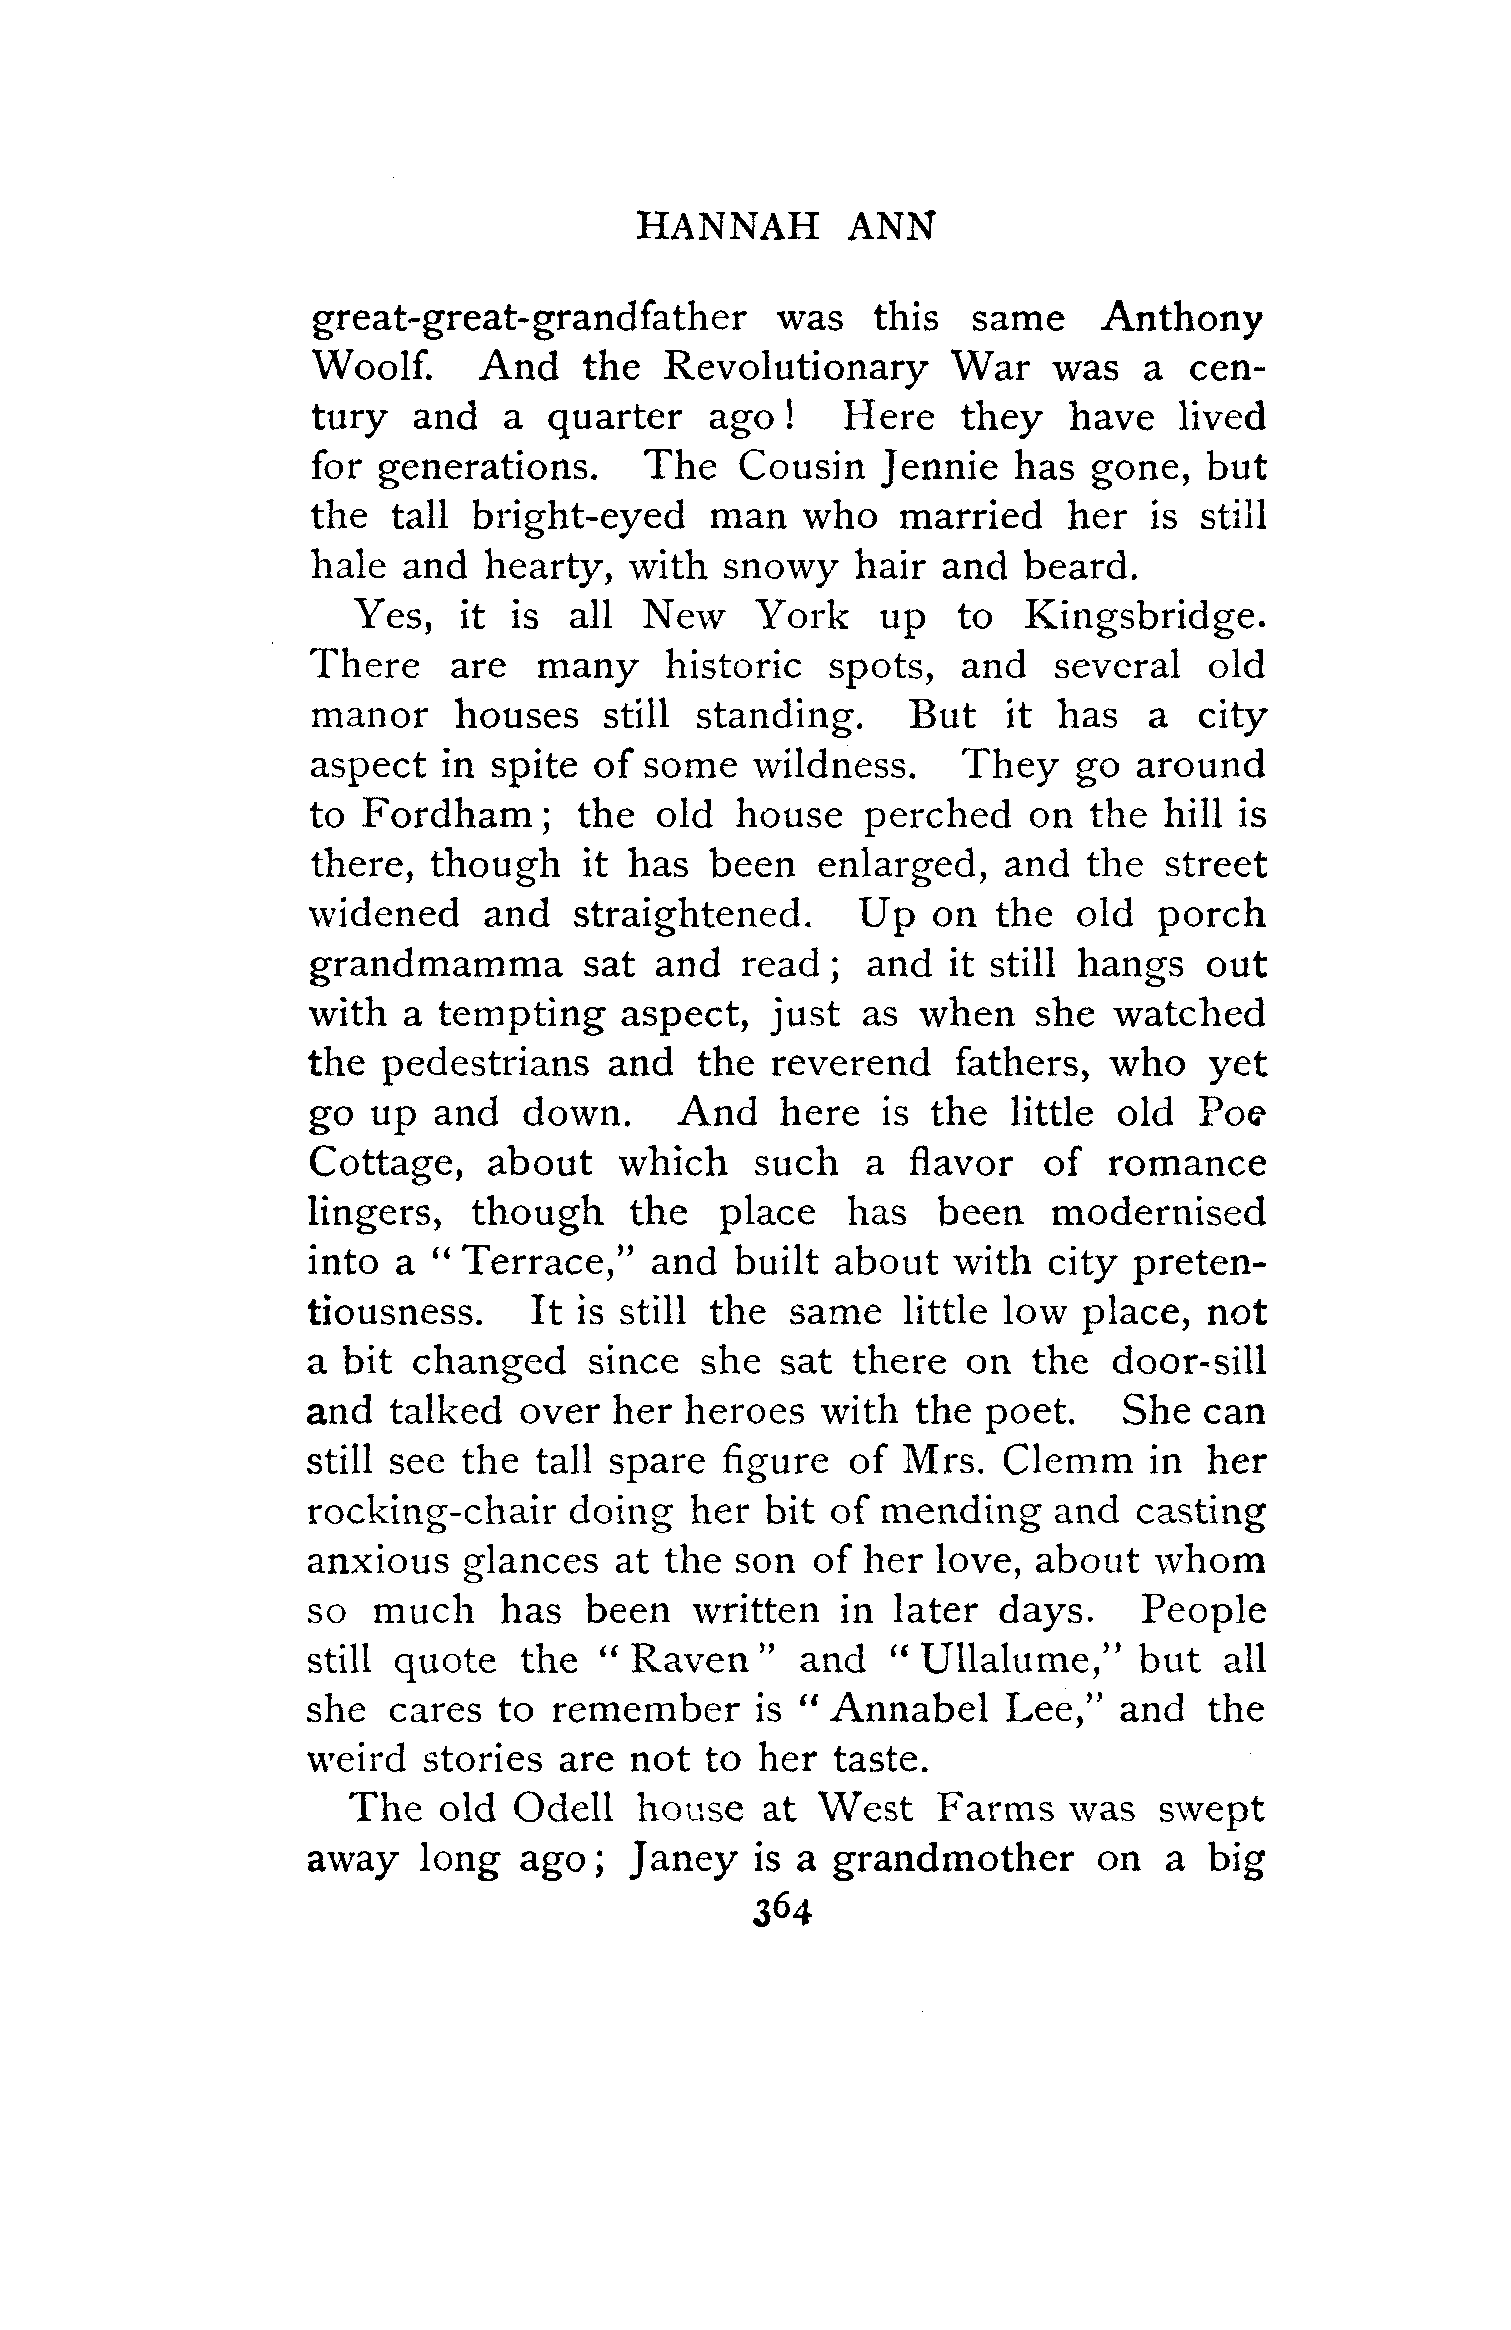 HANNAH ANN
great-great-grandfather was this same Anthony
Woolf. And the Revolutionary War was a cen-
tury and a quarter ago! Here they have lived
for generations. The Cousin Jennie has gone, but
the tall bright-eyed man who married her is still
hale and hearty, with snowy hair and beard.
Yes, it is all New York up to Kingsbridge.
There are many historic spots, and several old
manor houses still standing. But it has a city
aspect in spite of some wildness. They go around
to Fordham; the old house perched on the hill is
there, though it has been enlarged, and the street
widened and straightened. Up on the old porch
grandmamma sat and read; and it still hangs out
with a tempting aspect, just as when she watched
the pedestrians and the reverend fathers, who yet
go up and down. And here is the little old Poe
Cottage, about which such a flavor of romance
lingers, though the place has been modernised
into a "Terrace," and built about with city preten-
tiousness. It is still the same little low place, not
a bit changed since she sat there on the door-sill
and talked over her heroes with the poet. She can
still see the tall spare figure of Mrs. Clemm in her
rocking-chair doing her bit of mending and casting
anxious glances at the son of her love, about whom
so much has been written in later days. People
still quote the "Raven" and "Ullalume," but all
she cares to remember is "Annabel Lee," and the
weird stories are not to her taste.
The old Odell house at West Farms was swept
away long ago; Janey is a grandmother on a big
364